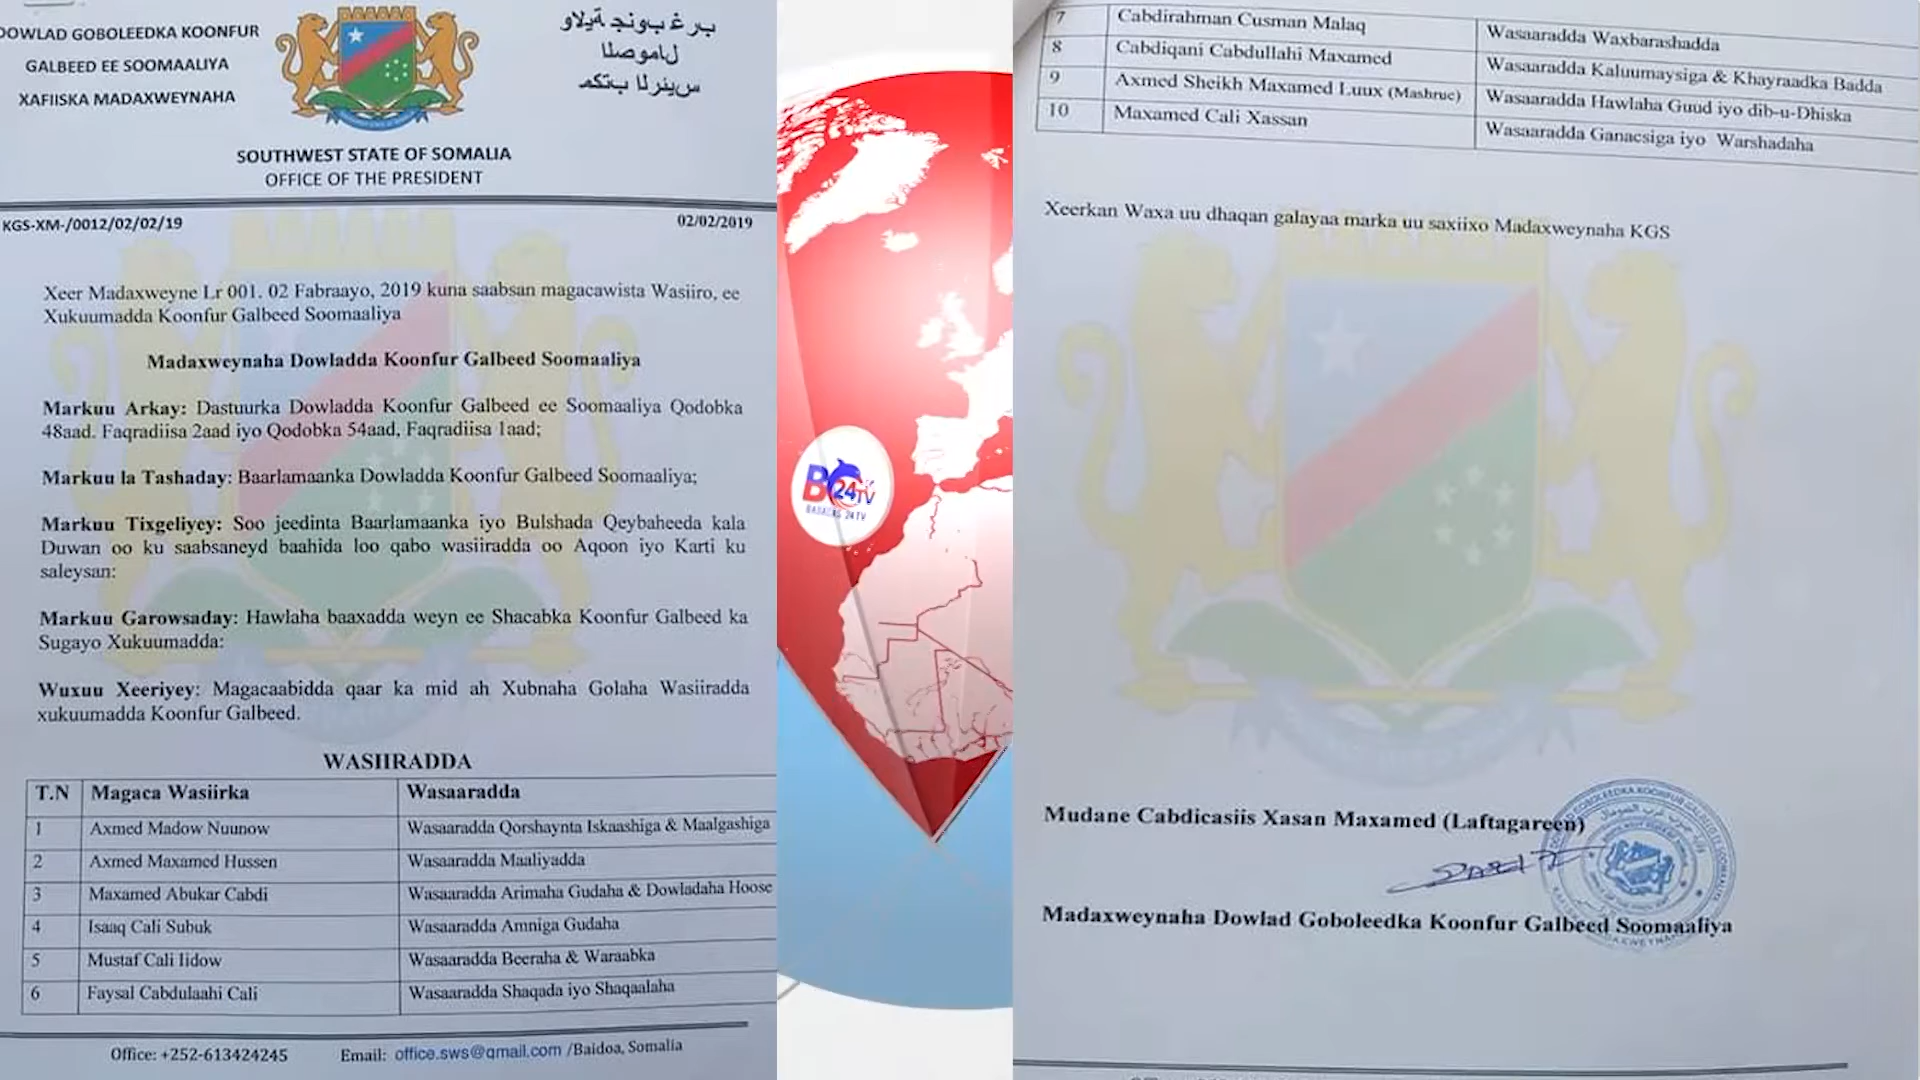 DOWLAD GOBOLEEDKA KOONFUR
GALBEED EE SOOMAALIYA
XAFIISKA MADAXWEYNAHA
SOUTHWEST STATE OF SOMALIA
OFFICE OF THE PRESIDENT
KGS-XM-/0012/02/02/19
02/02/2019
Xeer Madaxweyne Lr 001. 02 Fabraayo, 2019 kuna saabsan magacawista Wasiiro, ee
Xukuumadda Koonfur Galbeed Soomaaliya
Madaxweynaha Dowladda Koonfur Galbeed Soomaaliya
Markuu Arkay: Dastuurka Dowladda Koonfur Galbeed ee Soomaaliya Qodobka
48aad. Faqradiisa 2aad iyo Qodobka 54aad, Faqradiisa 1aad;
Markuu la Tashaday: Baarlamaanka Dowladda Koonfur Galbeed Soomaaliya;
Markuu Tixgeliyey: Soo jeedinta Baarlamaanka iyo Bulshada Qeybaheeda kala
Duwan oo ku saabsaneyd baahida loo qabo wasiiradda oo Aqoon iyo Karti ku
saleysan:
Markuu Garowsaday: Hawlaha baaxadda weyn ee Shacabka Koonfur Galbeed ka
Sugayo Xukuumadda:
Wuxuu Xeeriyey: Magacaabidda qaar ka mid ah Xubnaha Golaha Wasiiradda
xukuumadda Koonfur Galbeed.
WASIIRADDA
T.N Magaca Wasiirka Wasaaradda
1 Axmed Madow Nuunow Wasaaradda Qorshaynta Iskaashiga & Maalgashiga
2 Axmed Maxamed Hussen Wasaaradda Maaliyadda
3 Maxamed Abukar Cabdi Wasaaradda Arimaha Gudaha & Dowladaha Hoose
4 Isaaq Cali Subuk Wasaaradda Amniga Gudaha
5 Mustaf Cali Iidow Wasaaradda Beeraha & Waraabka
6 Faysal Cabdulaahi Cali Wasaaradda Shaqada iyo Shaqaalaha
Office: +252-613424245 Email: office.sws@gmail.com /Baidoa, Somalia
B 24 TV
BADACAS 24 TV
7 Cabdirahman Cusman Malaq Wasaaradda Waxbarashadda
8 Cabdiqani Cabdullahi Maxamed Wasaaradda Kaluumaysiga & Khayraadka Badda
9 Axmed Sheikh Maxamed Luux (Mashruc) Wasaaradda Hawlaha Guud iyo dib-u-Dhiska
10 Maxamed Cali Xassan Wasaaradda Ganacsiga iyo Warshadaha
Xeerkan Waxa uu dhaqan galayaa marka uu saxiixo Madaxweynaha KGS
Mudane Cabdicasiis Xasan Maxamed (Laftagareen)
Madaxweynaha Dowlad Goboleedka Koonfur Galbeed Soomaaliya